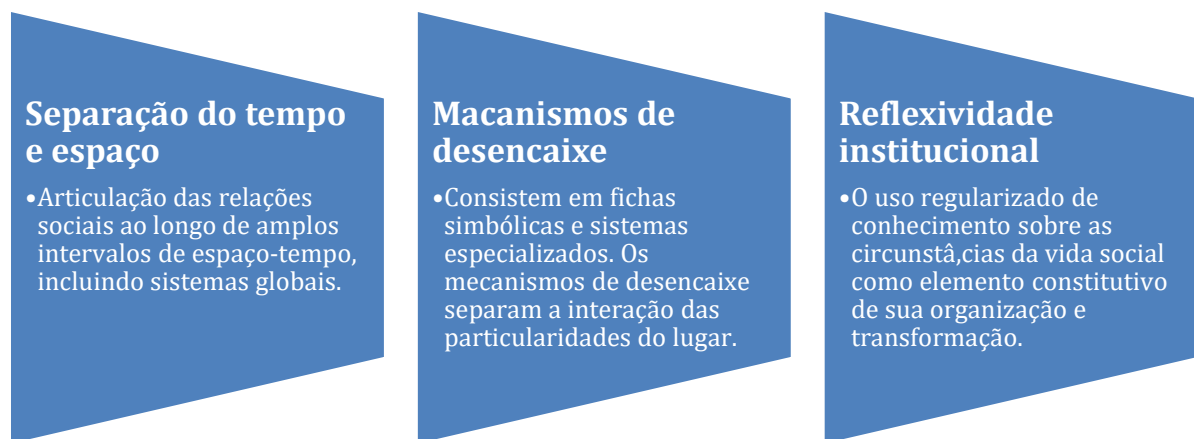 Separação do tempo
e espaço
•Articulação das relações
sociais ao longo de amplos
intervalos de espaço-tempo,
incluindo sistemas globais.
Macanismos de
desencaixe
•Consistem em fichas
simbólicas e sistemas
especializados. Os
mecanismos de desencaixe
separam a interação das
particularidades do lugar.
Reflexividade
institucional
•O uso regularizado de
conhecimento sobre as
circunstâ,cias da vida social
como elemento constitutivo
de sua organização e
transformação.